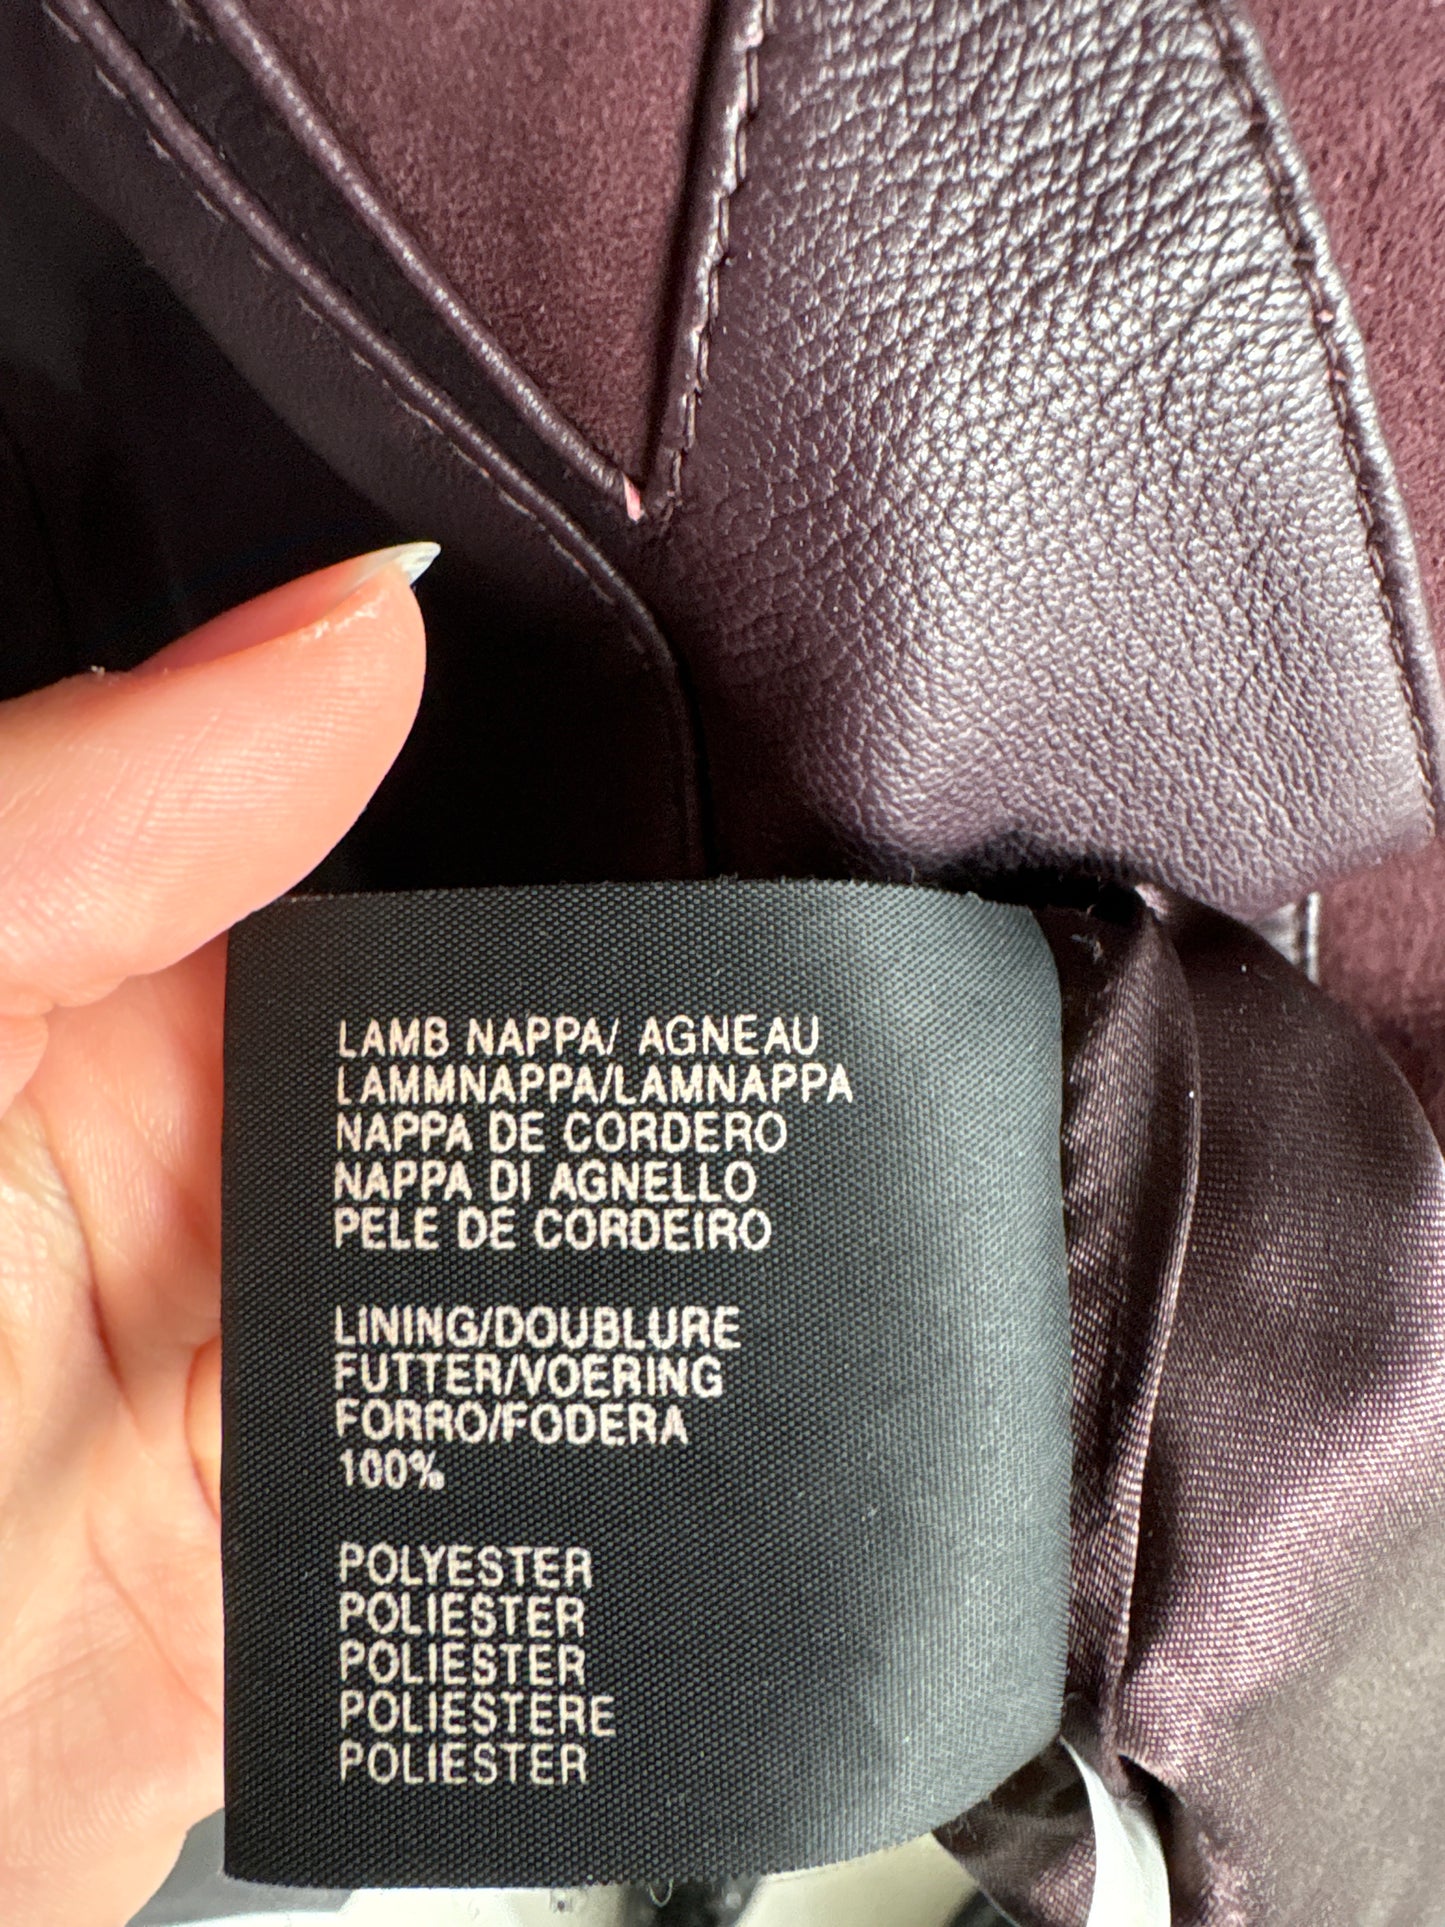 LAMB NAPPA/ AGNEAU
LAMMNAPPA/LAMNAPPA
NAPPA DE CORDERO
NAPPA DI AGNELLO
PELE DE CORDEIRO
LINING/DOUBLURE
FUTTER/VOERING
FORRO/FODERA
100%
POLYESTER
POLIESTER
POLIESTER
POLIESTERE
POLIESTER